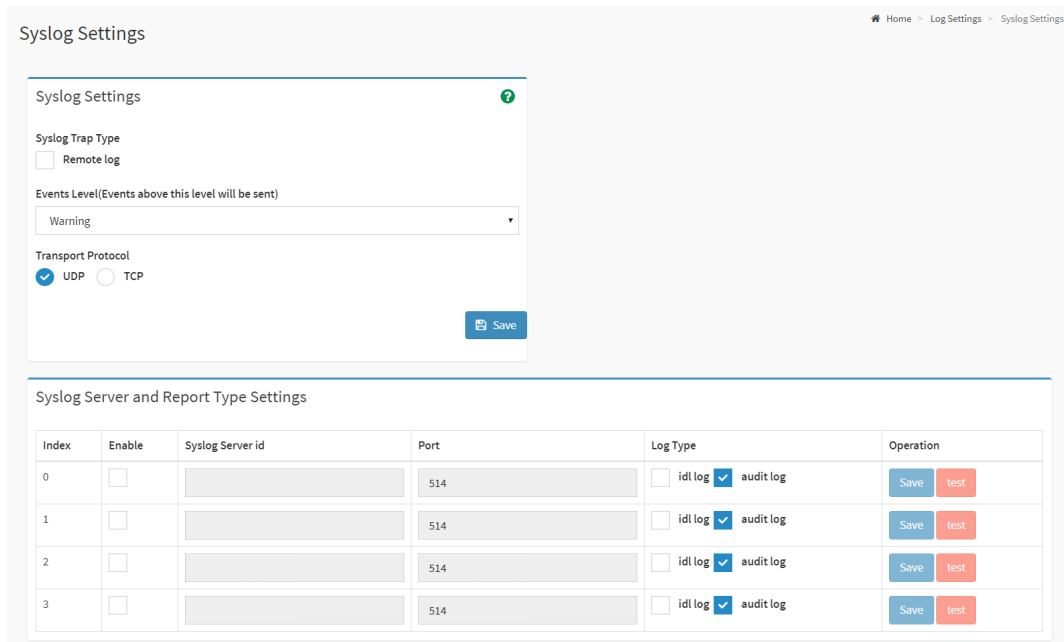 Home > Log Settings > Syslog Settings
Syslog Settings
Syslog Settings
Syslog Trap Type
Remote log
Events Level(Events above this level will be sent)
Warning
Transport Protocol
UDP TCP
Save
Syslog Server and Report Type Settings
Index Enable Syslog Server id Port Log Type Operation
0 514 idl log audit log Save test
1 514 idl log audit log Save test
2 514 idl log audit log Save test
3 514 idl log audit log Save test